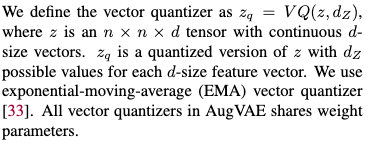 We define the vector quantizer as z_q = VQ(z, d_Z),
where z is an n × n × d tensor with continuous d-
size vectors. z_q is a quantized version of z with d_Z
possible values for each d-size feature vector. We use
exponential-moving-average (EMA) vector quantizer
[33]. All vector quantizers in AugVAE shares weight
parameters.